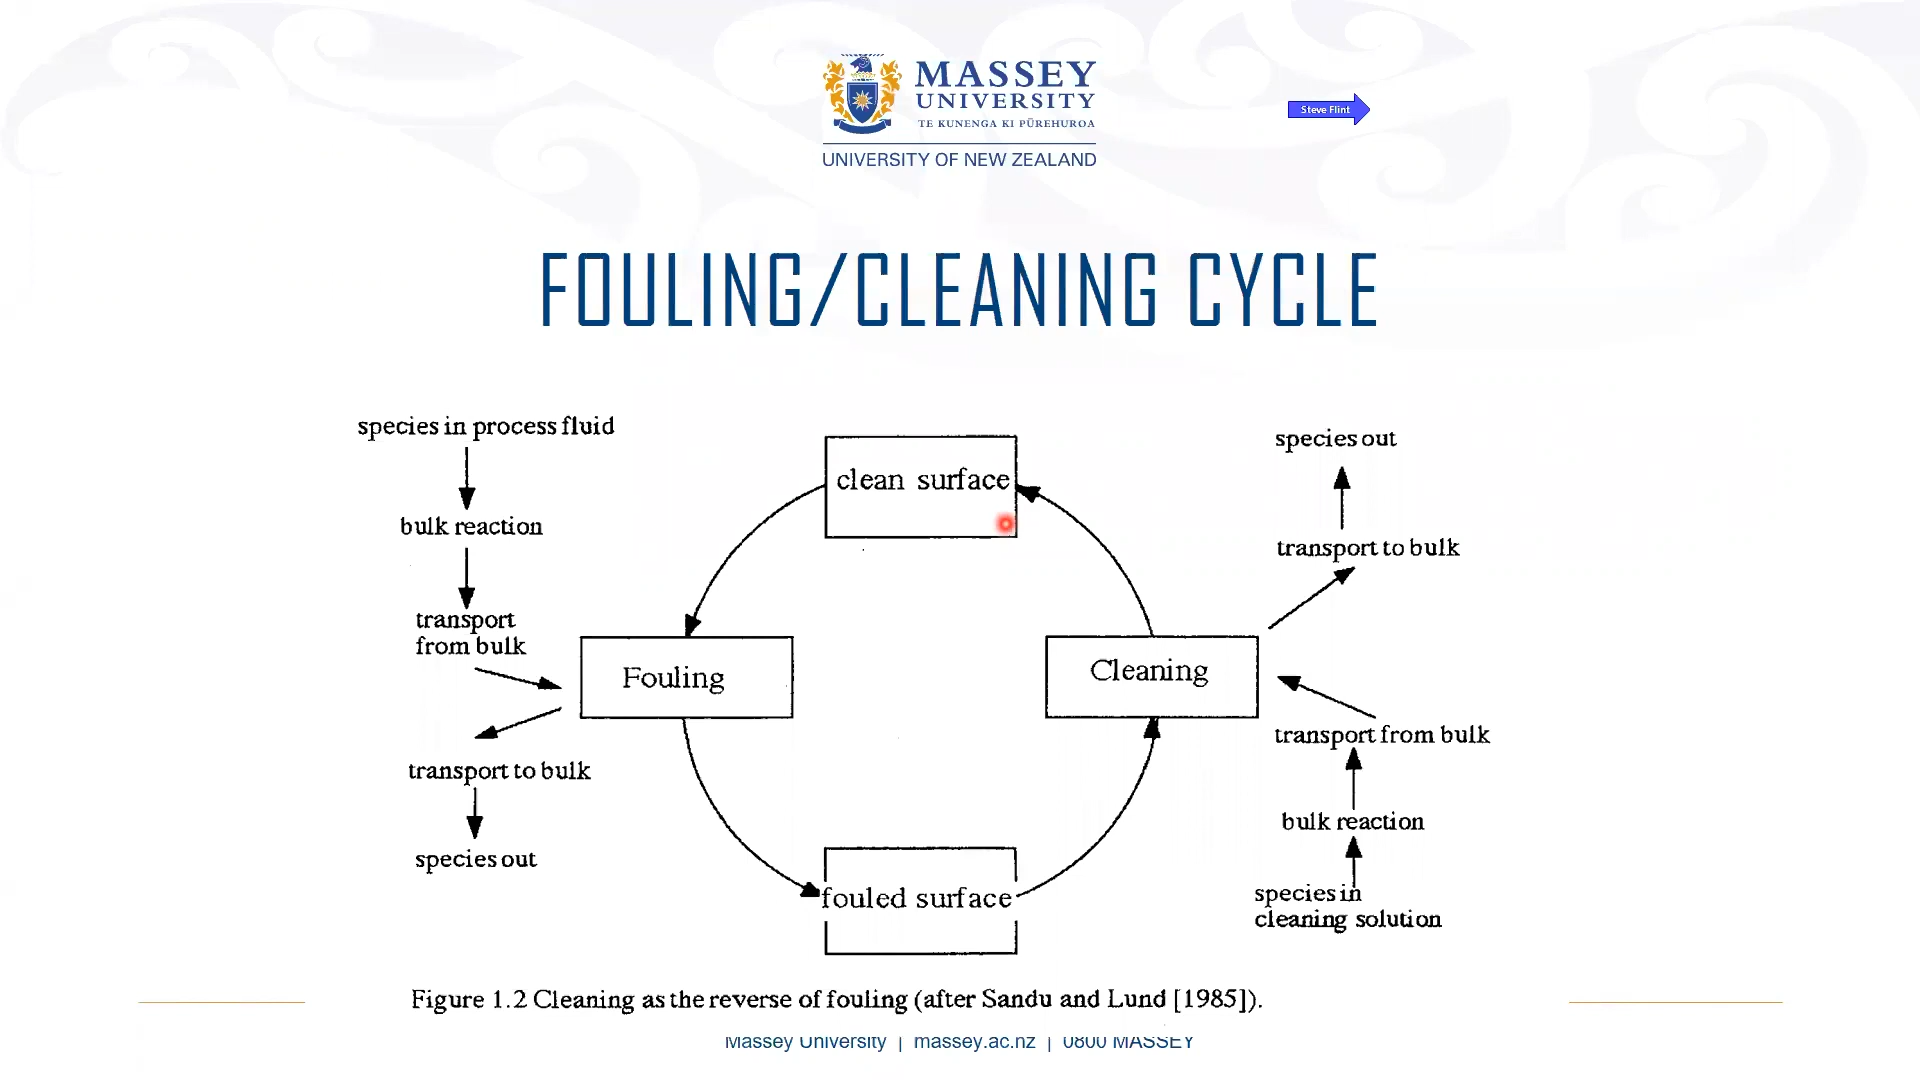 MASSEY
UNIVERSITY
TE KUNENGA KI PŪREHUROA
UNIVERSITY OF NEW ZEALAND
Steve Flint
FOULING/CLEANING CYCLE
species in process fluid
bulk reaction
transport
from bulk
transport to bulk
species out
clean surface
Fouling
Cleaning
fouled surface
species out
transport to bulk
transport from bulk
bulk reaction
species in
cleaning solution
Figure 1.2 Cleaning as the reverse of fouling (after Sandu and Lund [1985]).
Massey University | massey.ac.nz | 0800 MASSEY